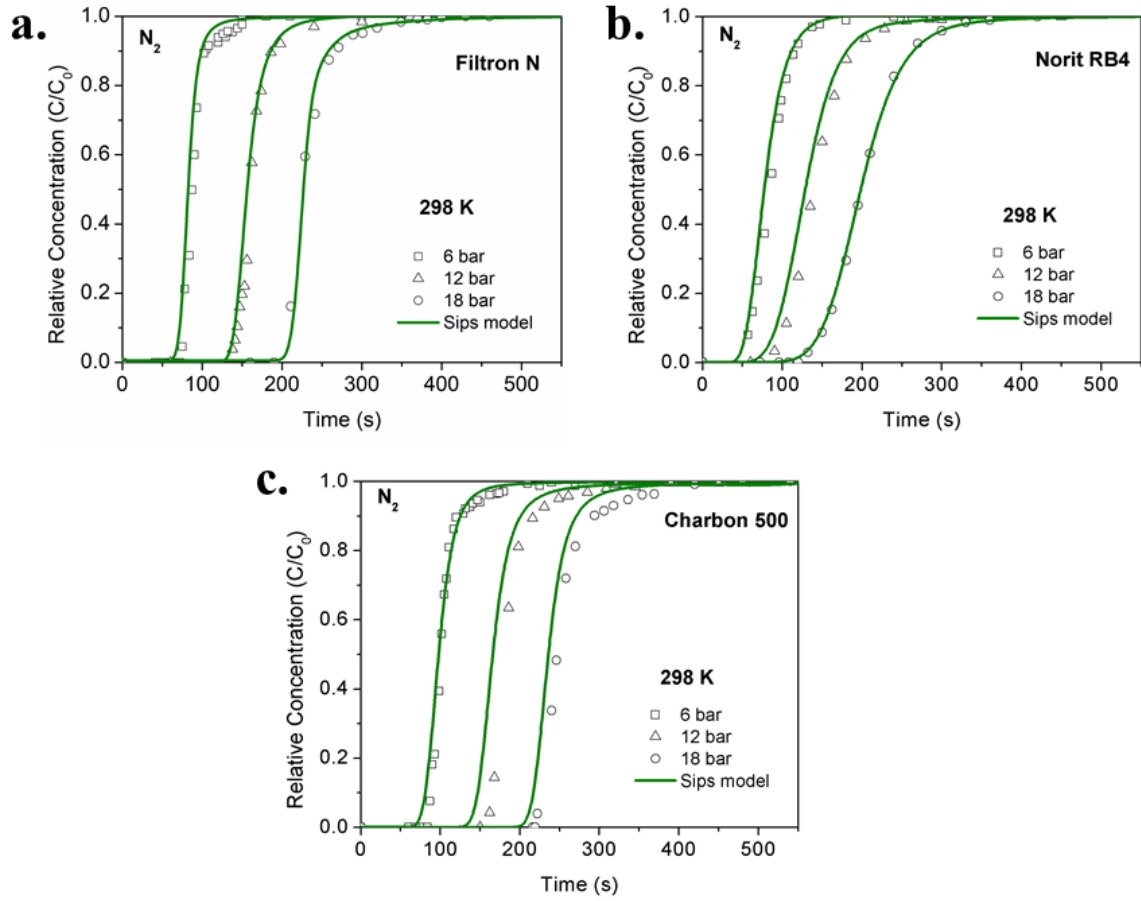 a.
N2
Filtron N
298 K
6 bar
12 bar
18 bar
Sips model
Relative Concentration (C/C0)
1.0
0.8
0.6
0.4
0.2
0.0
0 100 200 300 400 500
Time (s)
b.
N2
Norit RB4
298 K
6 bar
12 bar
18 bar
Sips model
Relative Concentration (C/C0)
1.0
0.8
0.6
0.4
0.2
0.0
0 100 200 300 400 500
Time (s)
c.
N2
Charbon 500
298 K
6 bar
12 bar
18 bar
Sips model
Relative Concentration (C/C0)
1.0
0.8
0.6
0.4
0.2
0.0
0 100 200 300 400 500
Time (s)